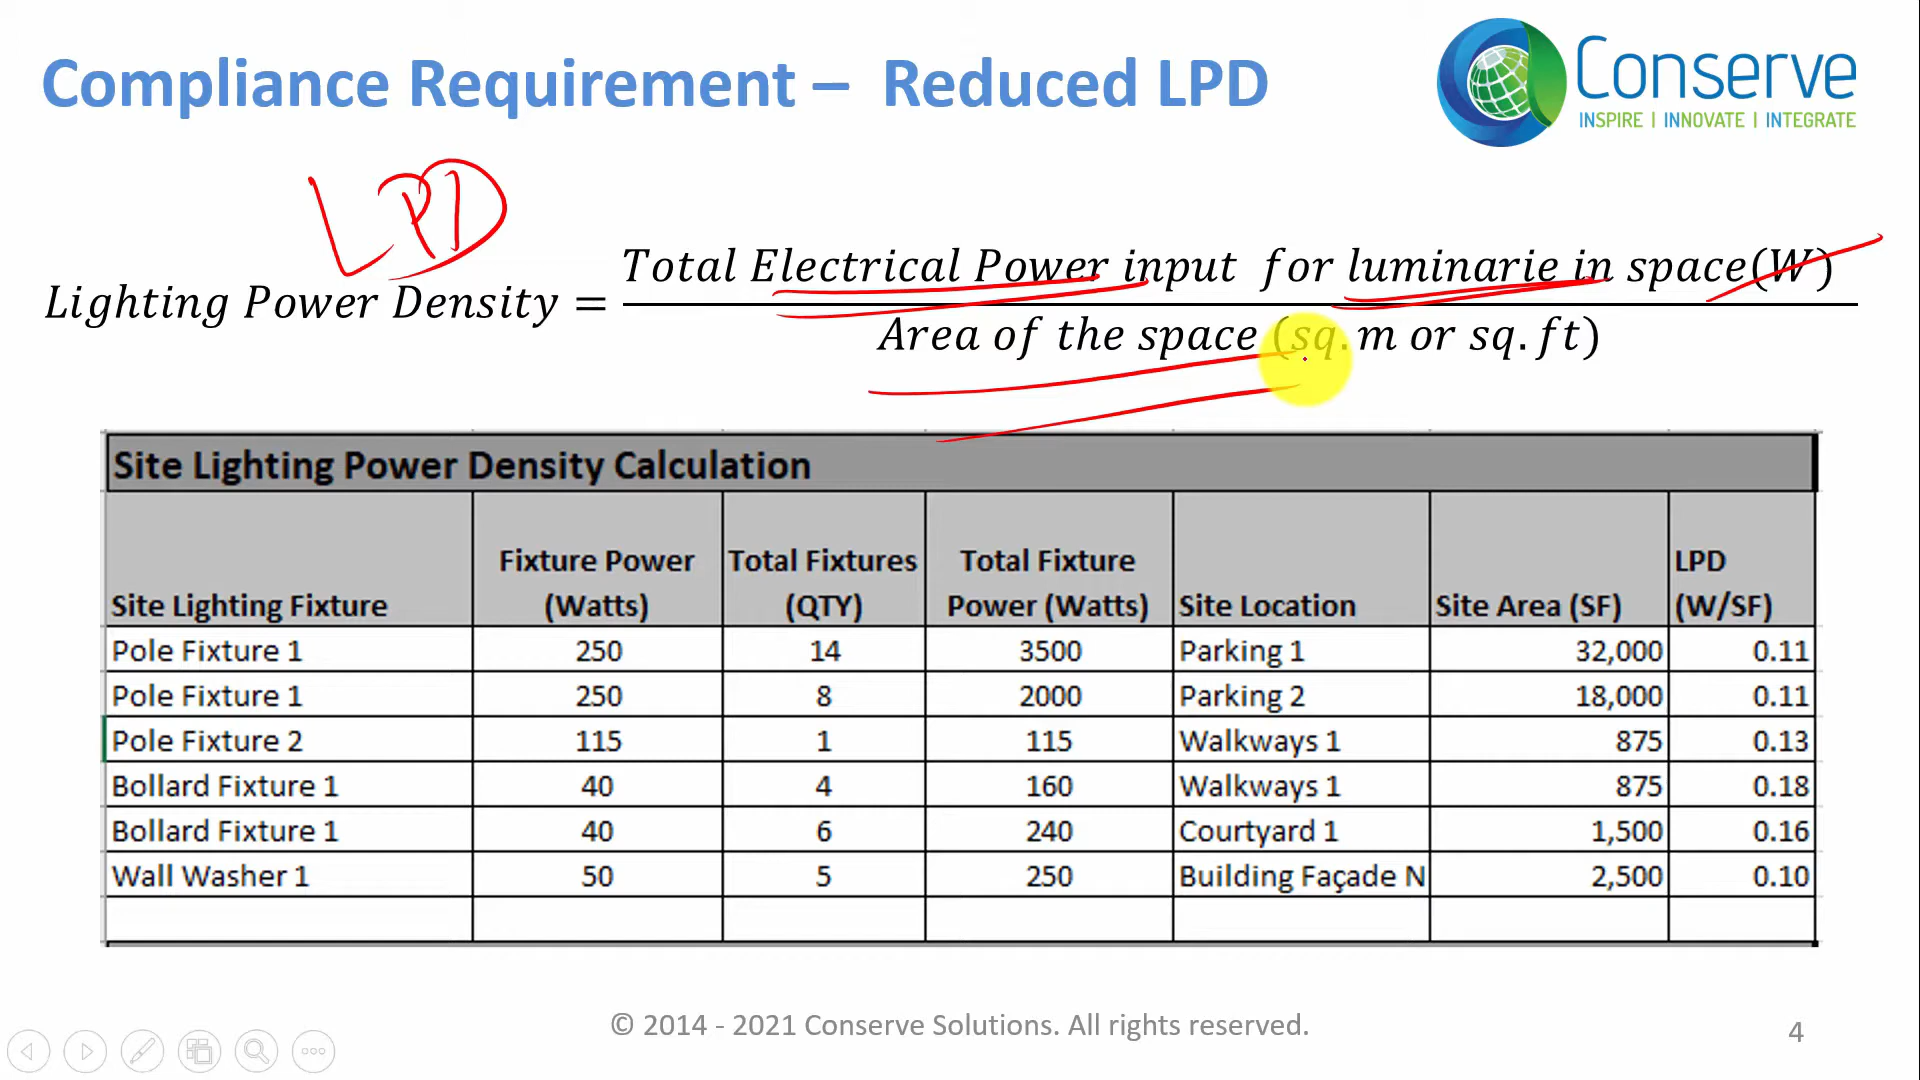 Compliance Requirement – Reduced LPD
Conserve
INSPIRE | INNOVATE | INTEGRATE
LPD
Lighting Power Density = Total Electrical Power input for luminarie in space(W)
Area of the space (sq.m or sq.ft)
Site Lighting Power Density Calculation
Site Lighting Fixture Fixture Power (Watts) Total Fixtures (QTY) Total Fixture Power (Watts) Site Location Site Area (SF) LPD (W/SF)
Pole Fixture 1 250 14 3500 Parking 1 32,000 0.11
Pole Fixture 1 250 8 2000 Parking 2 18,000 0.11
Pole Fixture 2 115 1 115 Walkways 1 875 0.13
Bollard Fixture 1 40 4 160 Walkways 1 875 0.18
Bollard Fixture 1 40 6 240 Courtyard 1 1,500 0.16
Wall Washer 1 50 5 250 Building Façade N 2,500 0.10
© 2014 - 2021 Conserve Solutions. All rights reserved.
4